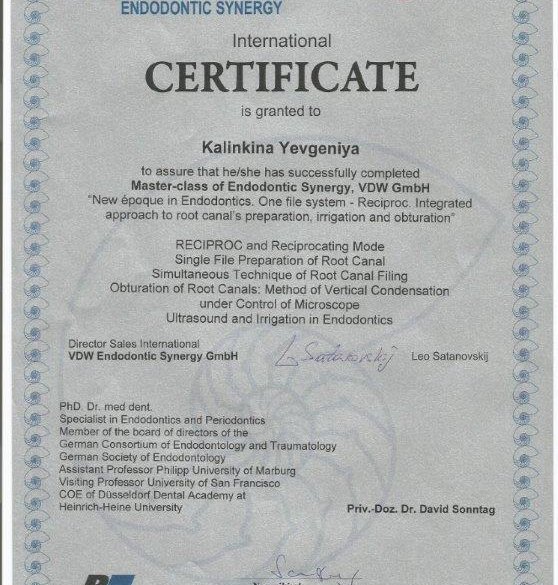 ENDODONTIC SYNERGY
International
CERTIFICATE
is granted to
Kalinkina Yevgeniya
to assure that he/she has successfully completed
Master-class of Endodontic Synergy, VDW GmbH
"New époque in Endodontics. One file system - Reciproc. Integrated
approach to root canal's preparation, irrigation and obturation"
RECIPROC and Reciprocating Mode
Single File Preparation of Root Canal
Simultaneous Technique of Root Canal Filing
Obturation of Root Canals: Method of Vertical Condensation
under Control of Microscope
Ultrasound and Irrigation in Endodontics
Director Sales International
VDW Endodontic Synergy GmbH
L Satanovskij
Leo Satanovskij
PhD. Dr. med dent.
Specialist in Endodontics and Periodontics
Member of the board of directors of the
German Consortium of Endodontology and Traumatology
German Society of Endodontology
Assistant Professor Philipp University of Marburg
Visiting Professor University of San Francisco
COE of Düsseldorf Dental Academy at
Heinrich-Heine University
Priv.-Doz. Dr. David Sonntag